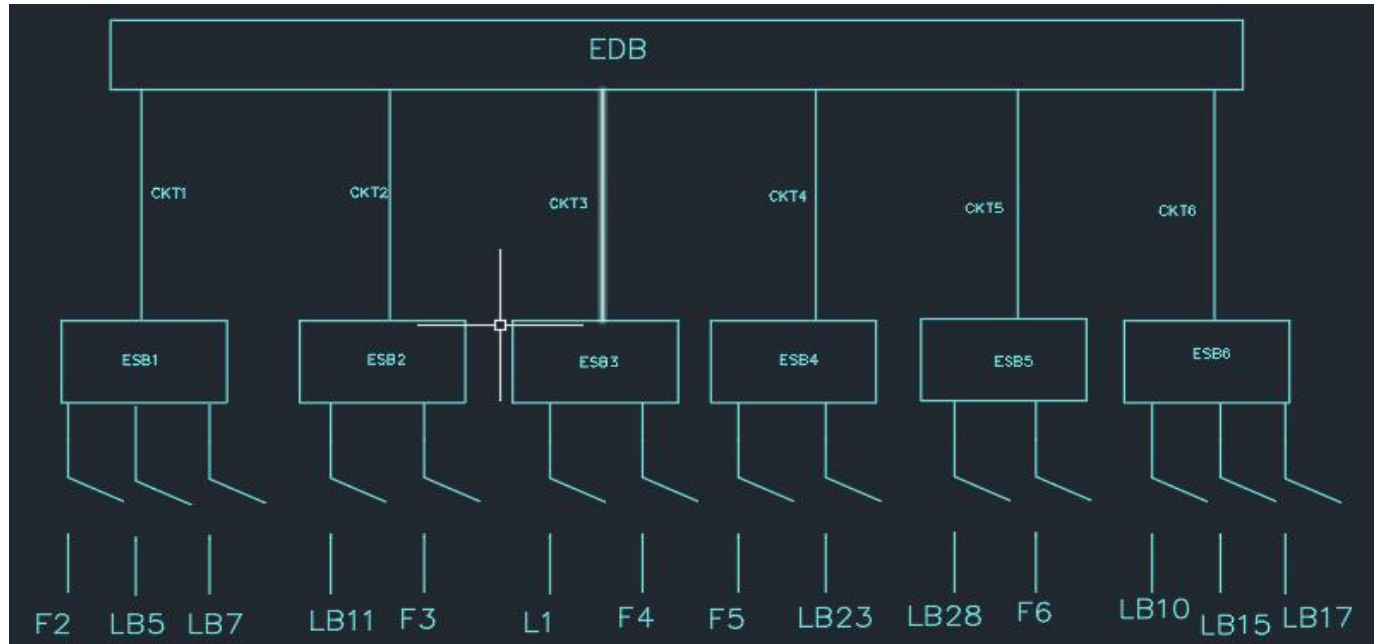 EDB
CKT1 CKT2 CKT3 CKT4 CKT5 CKT6
ESB1 ESB2 ESB3 ESB4 ESB5 ESB6
F2 LB5 LB7 LB11 F3 L1 F4 F5 LB23 LB28 F6 LB10 LB15 LB17